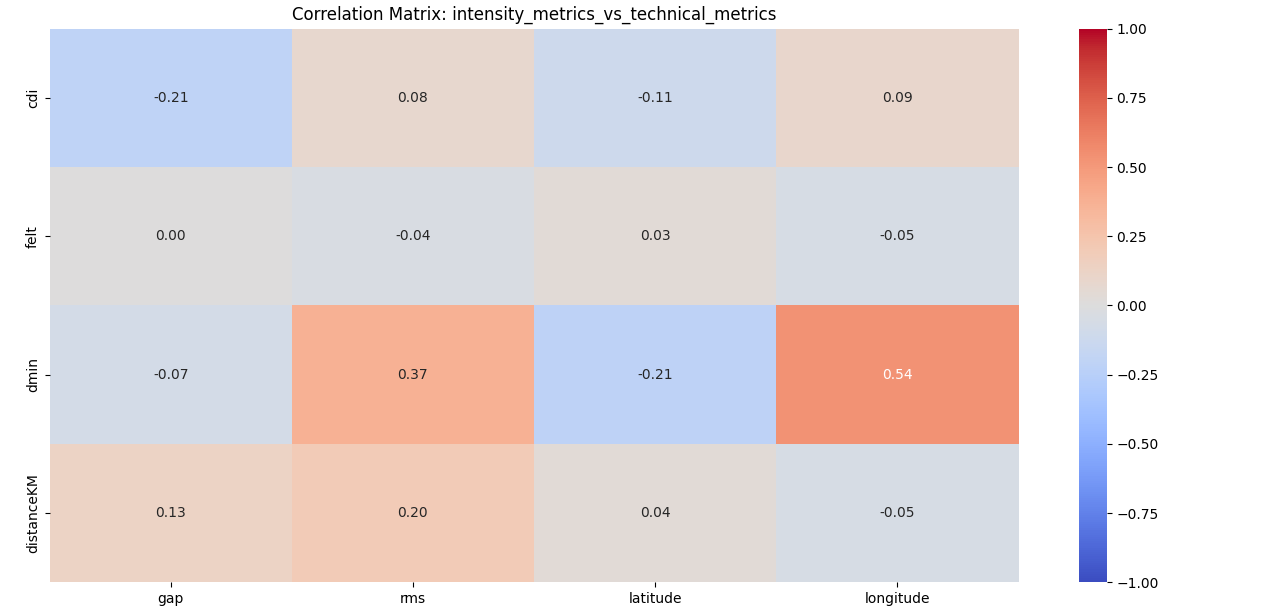 Correlation Matrix: intensity_metrics_vs_technical_metrics
cdi
-0.21 0.08 -0.11 0.09
felt
0.00 -0.04 0.03 -0.05
dmin
-0.07 0.37 -0.21 0.54
distanceKM
0.13 0.20 0.04 -0.05
gap rms latitude longitude
1.00
0.75
0.50
0.25
0.00
−0.25
−0.50
−0.75
−1.00